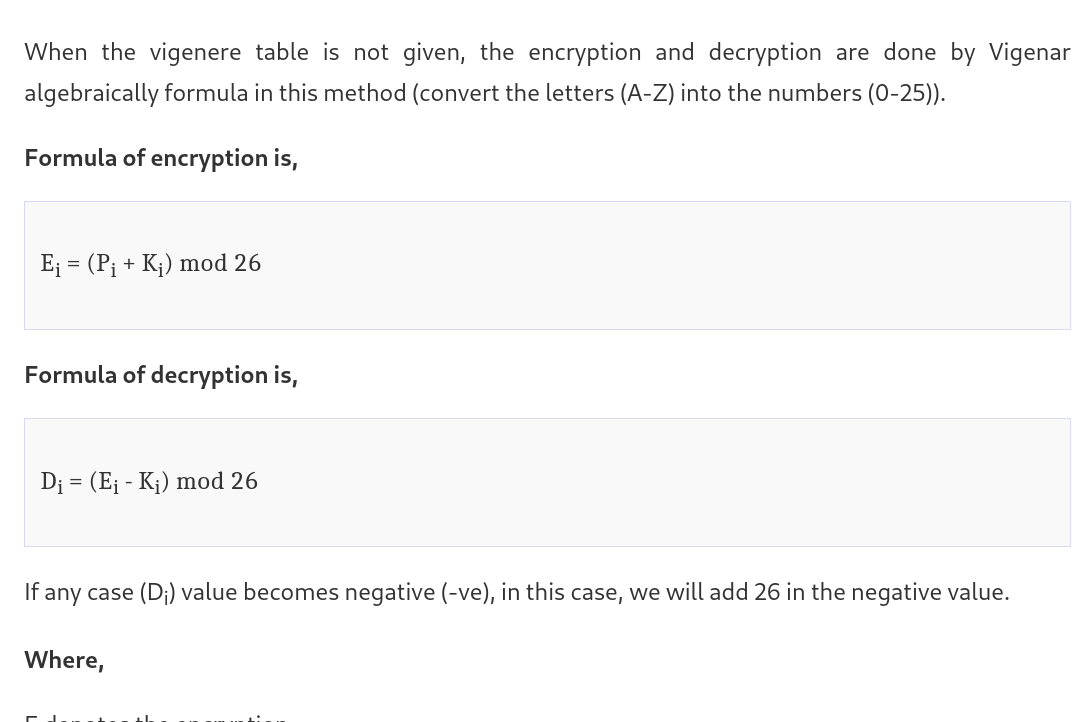 When the vigenere table is not given, the encryption and decryption are done by Vigenar
algebraically formula in this method (convert the letters (A-Z) into the numbers (0-25)).
Formula of encryption is,
Ei = (Pi + Ki) mod 26
Formula of decryption is,
Di = (Ei - Ki) mod 26
If any case (Di) value becomes negative (-ve), in this case, we will add 26 in the negative value.
Where,
E denotes the encryption.